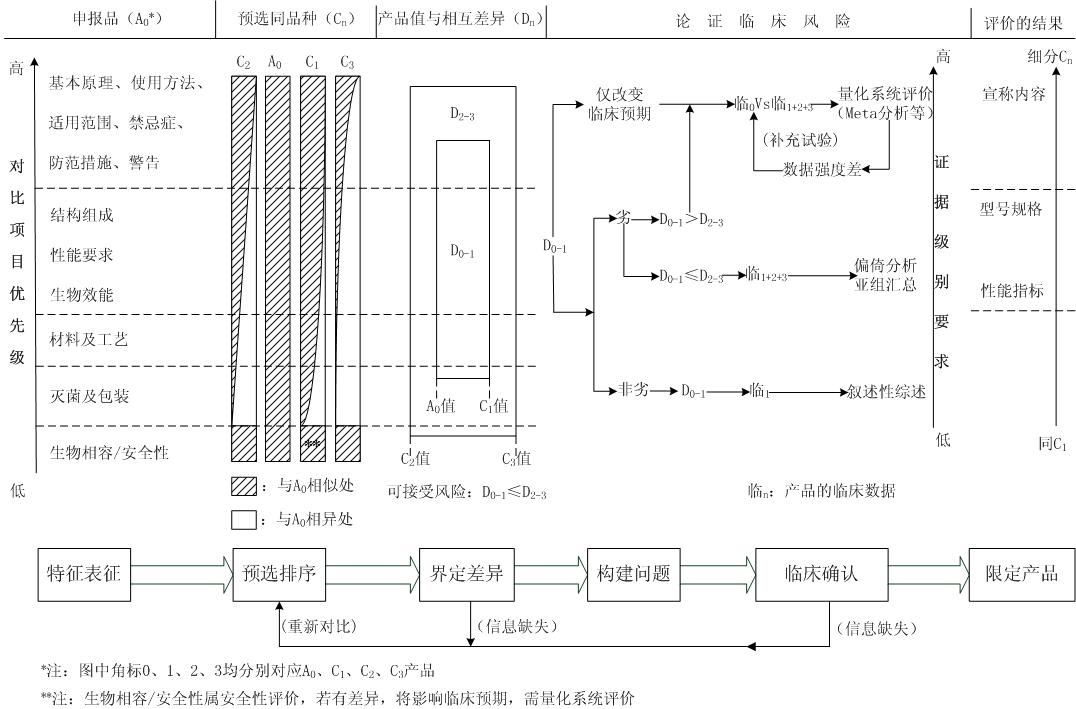 申报品（A₀*）
预选同品种（Cₙ）
产品值与相互差异（Dₙ）
论 证 临 床 风 险
评价的结果
高
对比项目优先级
低
基本原理、使用方法、
适用范围、禁忌症、
防范措施、警告
结构组成
性能要求
生物效能
材料及工艺
灭菌及包装
生物相容/安全性
C₂ A₀ C₁ C₃
**
：与A₀相似处
：与A₀相异处
D₂₋₃
D₀₋₁
A₀值 C₁值
C₂值 C₃值
可接受风险：D₀₋₁≤D₂₋₃
D₀₋₁
仅改变
临床预期
临₀Vs临₁₊₂₊₃
量化系统评价
（Meta分析等）
（补充试验）
数据强度差
劣
D₀₋₁＞D₂₋₃
D₀₋₁≤D₂₋₃
临₁₊₂₊₃
偏倚分析
亚组汇总
非劣
D₀₋₁
临₁
叙述性综述
临ₙ：产品的临床数据
高
证据级别要求
低
细分Cₙ
宣称内容
型号规格
性能指标
同C₁
特征表征
预选排序
界定差异
构建问题
临床确认
限定产品
（重新对比）
（信息缺失）
（信息缺失）
*注：图中角标0、1、2、3均分别对应A₀、C₁、C₂、C₃产品
**注：生物相容/安全性属安全性评价，若有差异，将影响临床预期，需量化系统评价